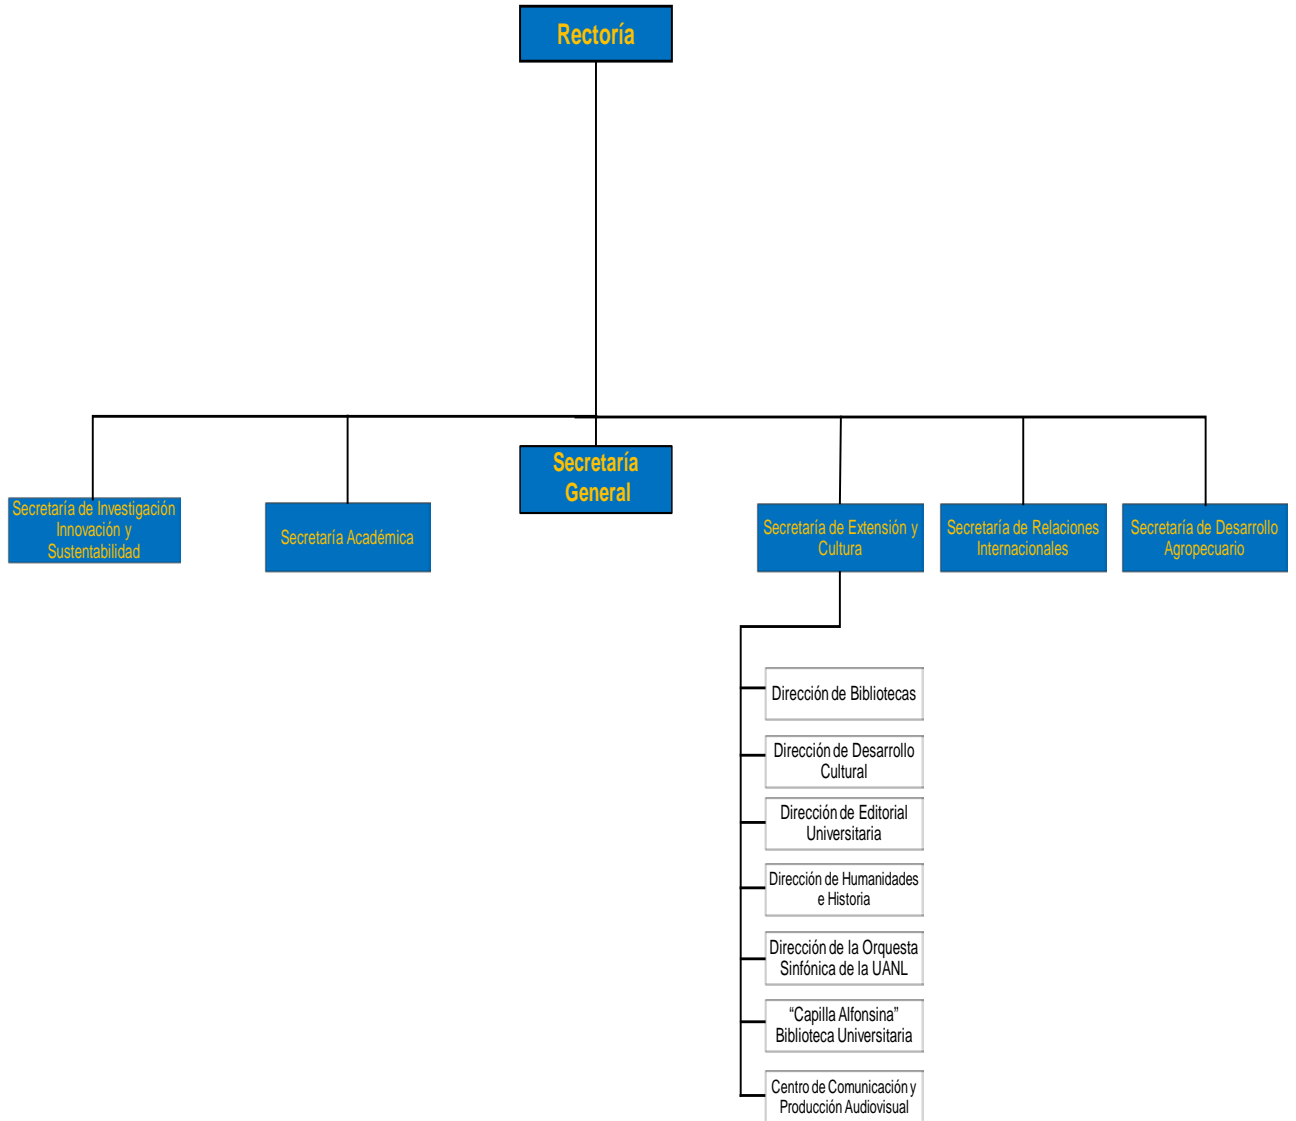 Rectoría
Secretaría
General
Secretaría de Investigación
Innovación y
Sustentabilidad
Secretaría Académica
Secretaría de Extensión y
Cultura
Secretaría de Relaciones
Internacionales
Secretaría de Desarrollo
Agropecuario
Dirección de Bibliotecas
Dirección de Desarrollo
Cultural
Dirección de Editorial
Universitaria
Dirección de Humanidades
e Historia
Dirección de la Orquesta
Sinfónica de la UANL
“Capilla Alfonsina”
Biblioteca Universitaria
Centro de Comunicación y
Producción Audiovisual